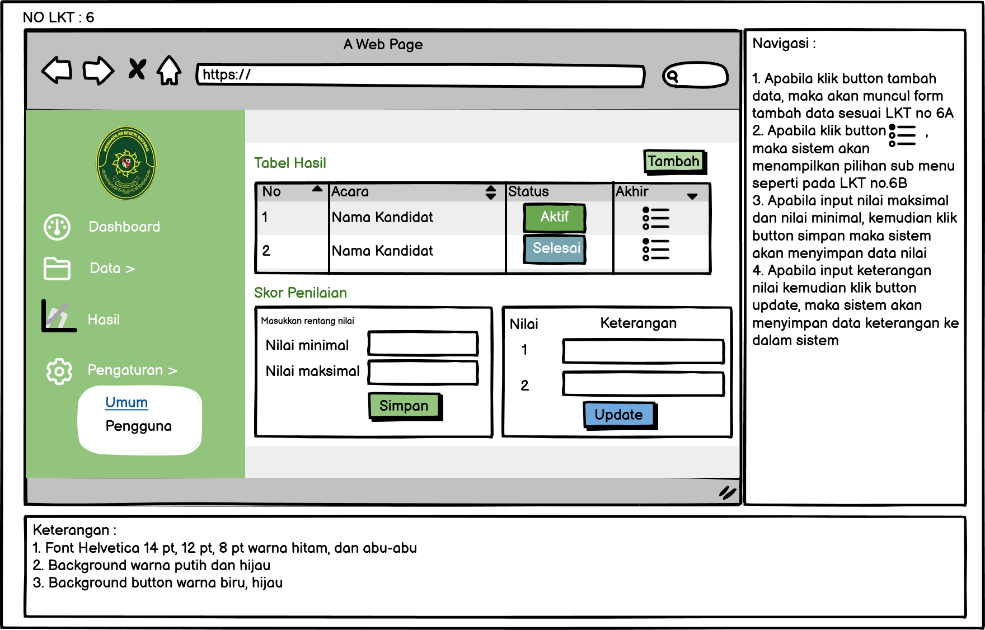 NO LKT : 6
A Web Page
https://
Dashboard
Data >
Hasil
Pengaturan >
Umum
Pengguna
Tabel Hasil
Tambah
No Acara Status Akhir
1 Nama Kandidat Aktif
2 Nama Kandidat Selesai
Skor Penilaian
Masukkan rentang nilai
Nilai minimal
Nilai maksimal
Simpan
Nilai Keterangan
1
2
Update
Navigasi :
1. Apabila klik button tambah
data, maka akan muncul form
tambah data sesuai LKT no 6A
2. Apabila klik button ,
maka sistem akan
menampilkan pilihan sub menu
seperti pada LKT no.6B
3. Apabila input nilai maksimal
dan nilai minimal, kemudian klik
button simpan maka sistem
akan menyimpan data nilai
4. Apabila input keterangan
nilai kemudian klik button
update, maka sistem akan
menyimpan data keterangan ke
dalam sistem
Keterangan :
1. Font Helvetica 14 pt, 12 pt, 8 pt warna hitam, dan abu-abu
2. Background warna putih dan hijau
3. Background button warna biru, hijau